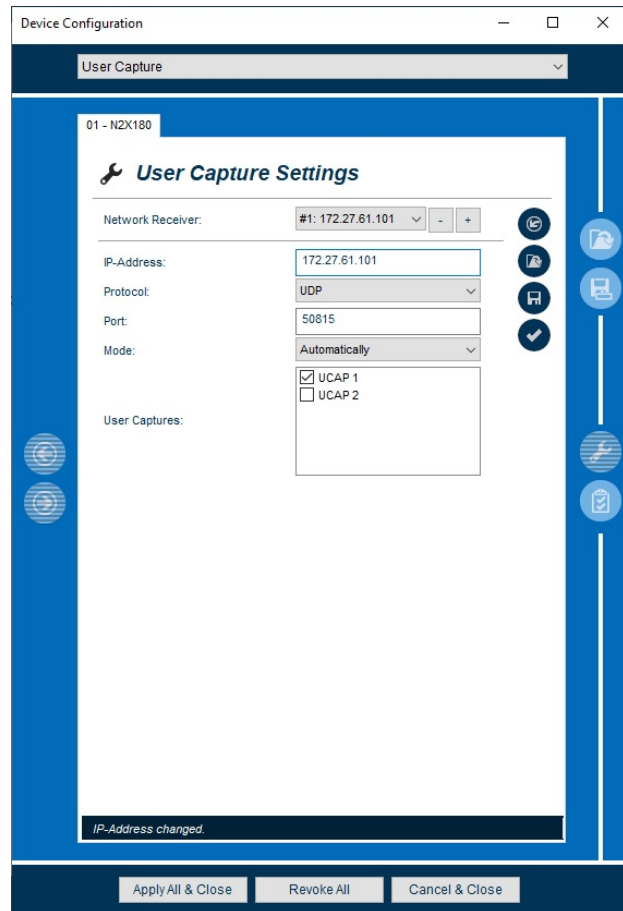 Device Configuration
User Capture
01 - N2X180
User Capture Settings
Network Receiver: #1: 172.27.61.101 - +
IP-Address: 172.27.61.101
Protocol: UDP
Port: 50815
Mode: Automatically
UCAP 1
UCAP 2
User Captures:
IP-Address changed.
Apply All & Close Revoke All Cancel & Close